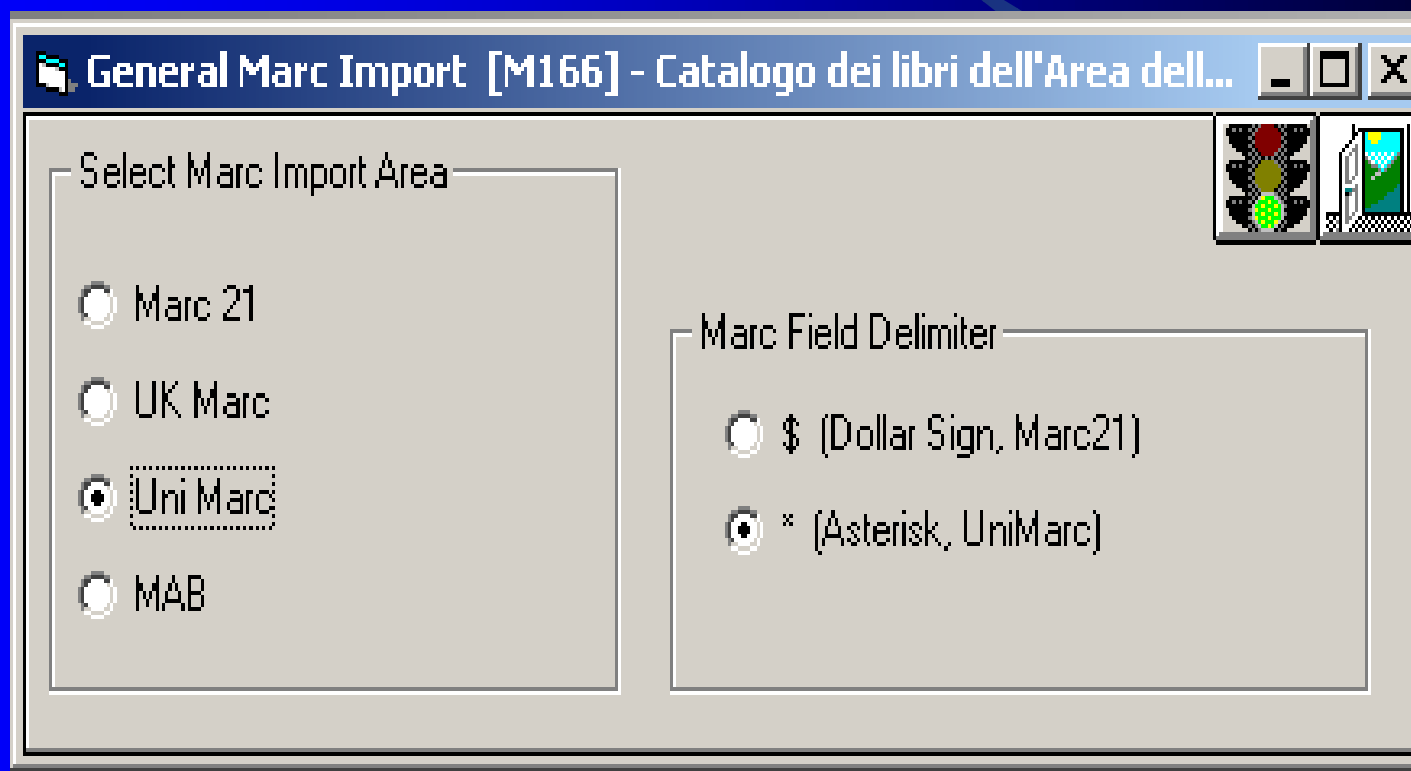 General Marc Import [M166] - Catalogo dei libri dell'Area dell...
Select Marc Import Area
Marc 21
UK Marc
Uni Marc
MAB
Marc Field Delimiter
$ (Dollar Sign, Marc21)
* (Asterisk, UniMarc)